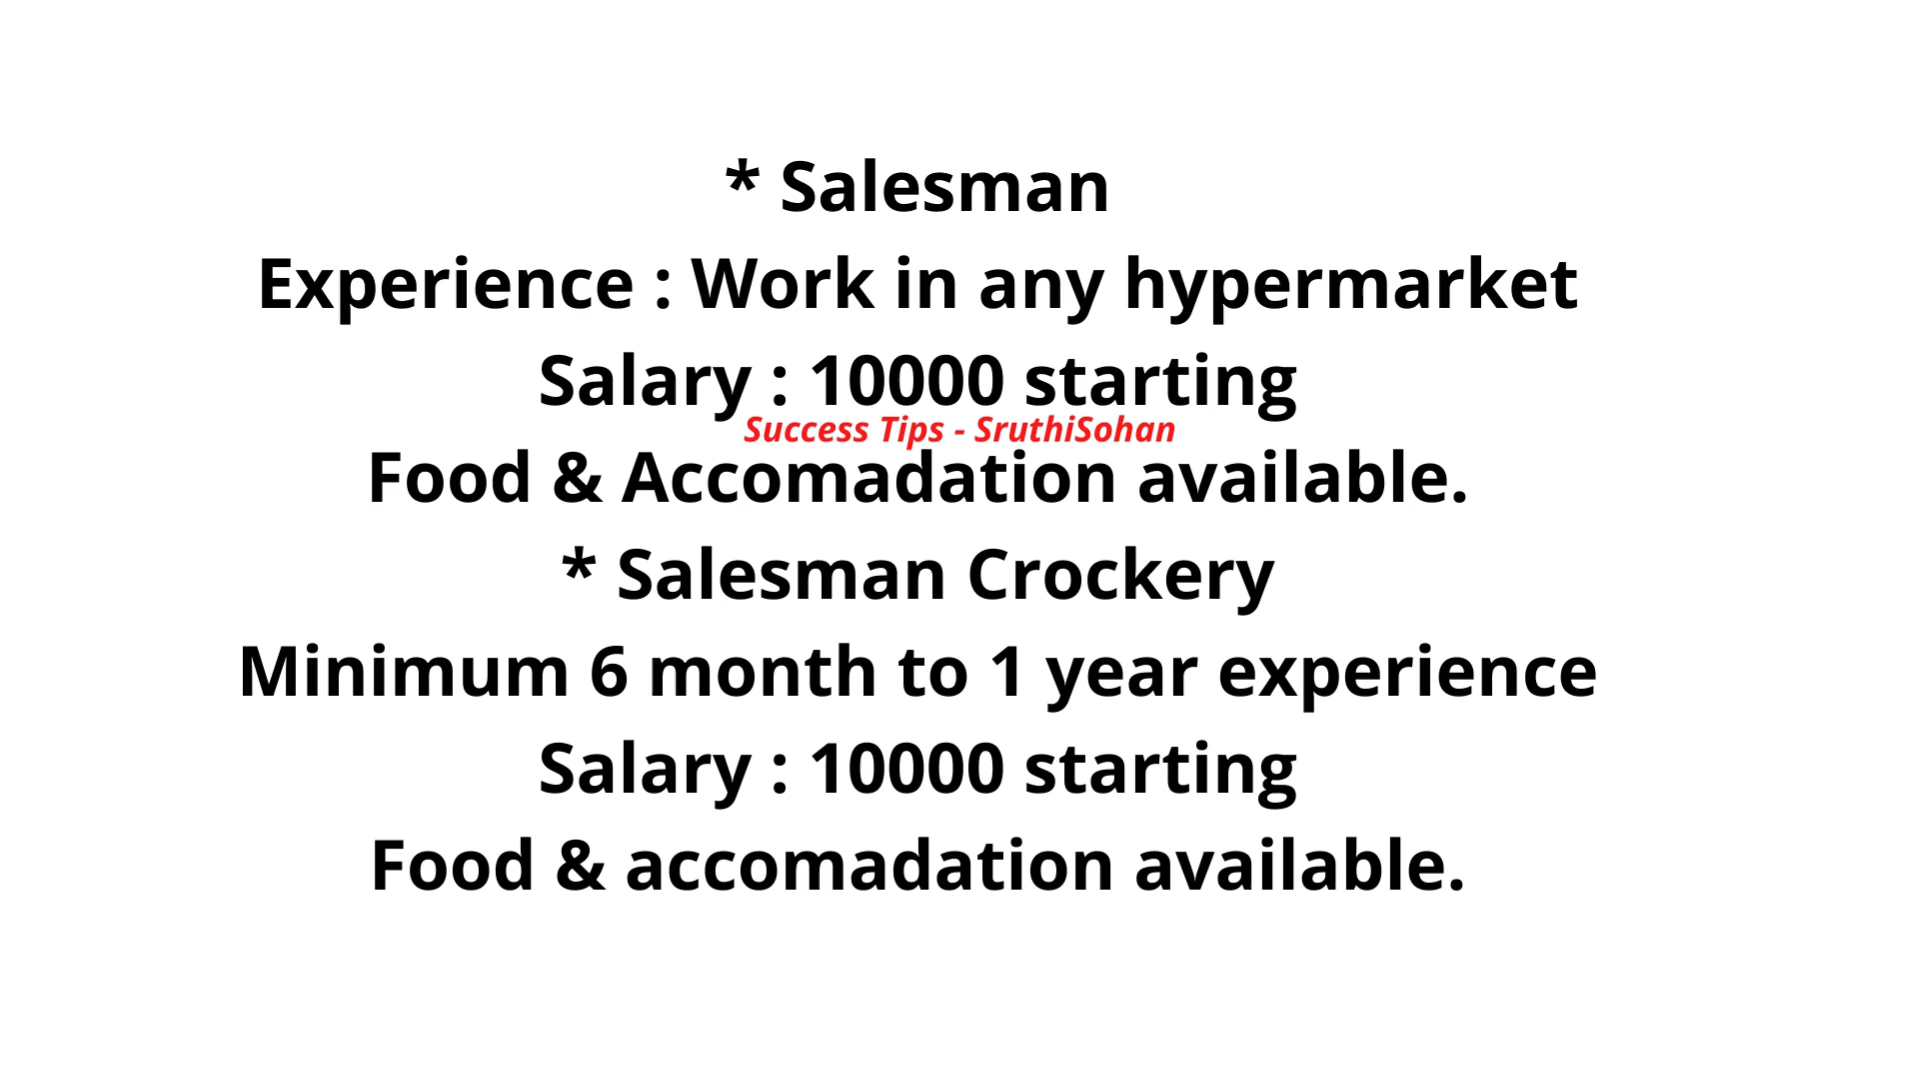 * Salesman
Experience : Work in any hypermarket
Salary : 10000 starting
Success Tips - SruthiSohan
Food & Accomadation available.
* Salesman Crockery
Minimum 6 month to 1 year experience
Salary : 10000 starting
Food & accomadation available.